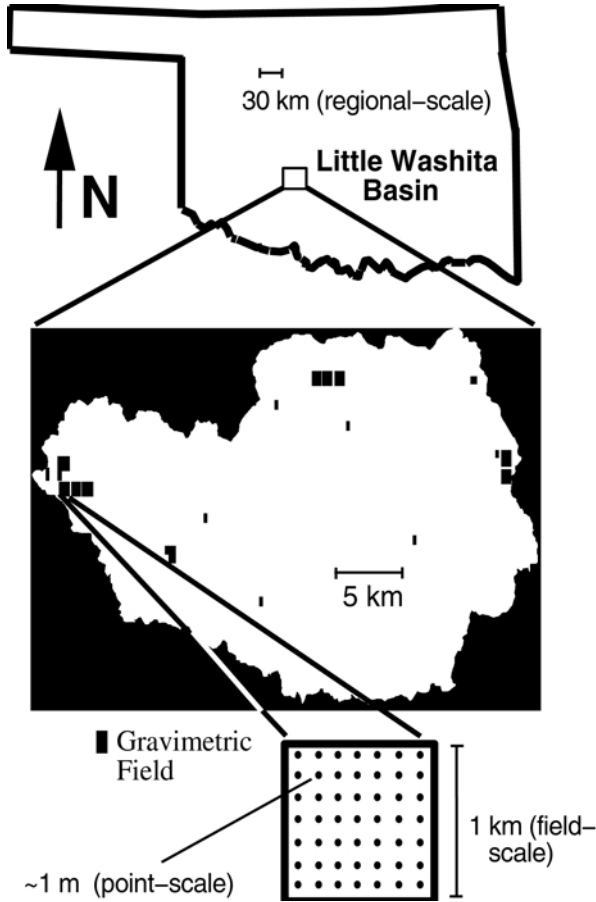 30 km (regional–scale)
Little Washita
Basin
N
5 km
Gravimetric
Field
1 km (field–
scale)
~1 m (point–scale)